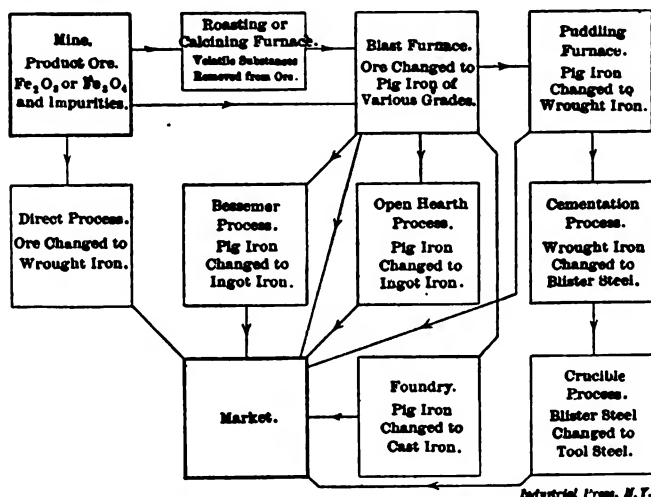 Mine.
Product Ore.
Fe₂O₃ or Fe₃O₄
and Impurities.
Roasting or
Calcining Furnace.
Volatile Substances
Removed from Ore.
Blast Furnace.
Ore Changed to
Pig Iron of
Various Grades.
Puddling
Furnace.
Pig Iron
Changed to
Wrought Iron.
Direct Process.
Ore Changed to
Wrought Iron.
Bessemer
Process.
Pig Iron
Changed to
Ingot Iron.
Open Hearth
Process.
Pig Iron
Changed to
Ingot Iron.
Cementation
Process.
Wrought Iron
Changed to
Blister Steel.
Market.
Foundry.
Pig Iron
Changed to
Cast Iron.
Crucible
Process.
Blister Steel
Changed to
Tool Steel.
Industrial Press, N.Y.